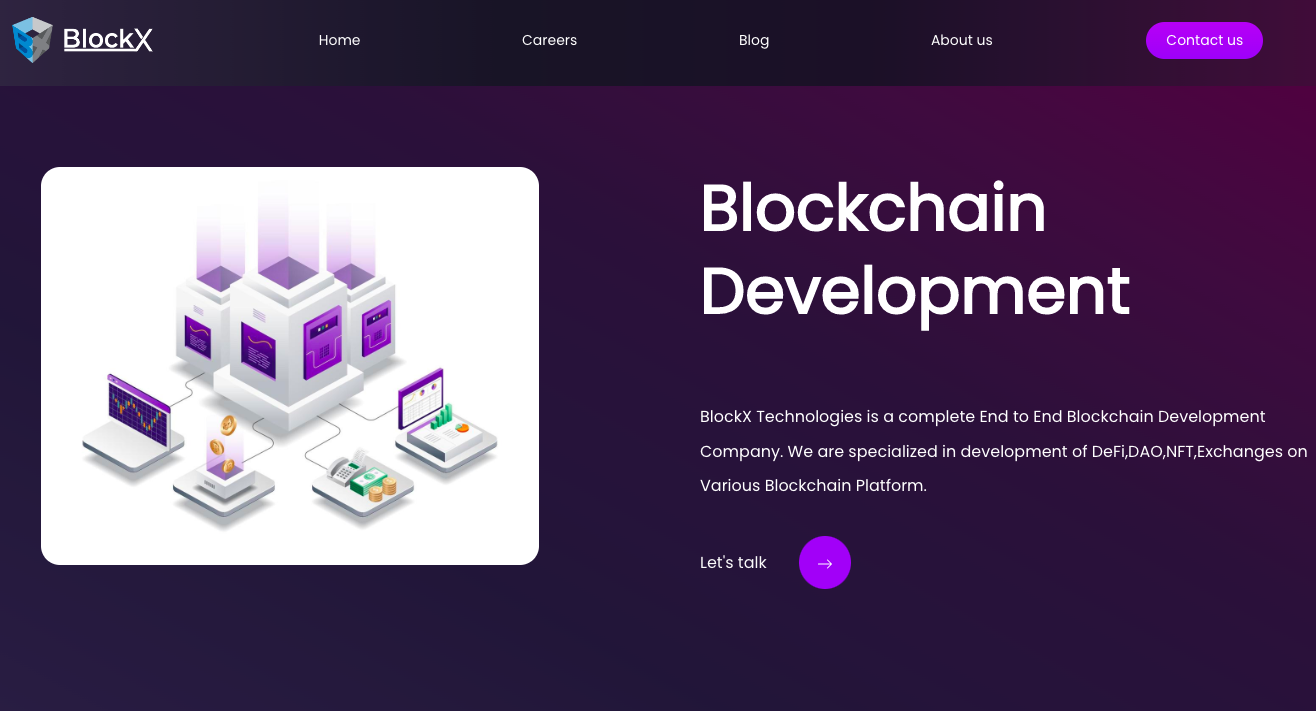 BlockX
Home
Careers
Blog
About us
Contact us
Blockchain
Development
BlockX Technologies is a complete End to End Blockchain Development
Company. We are specialized in development of DeFi,DAO,NFT,Exchanges on
Various Blockchain Platform.
Let's talk